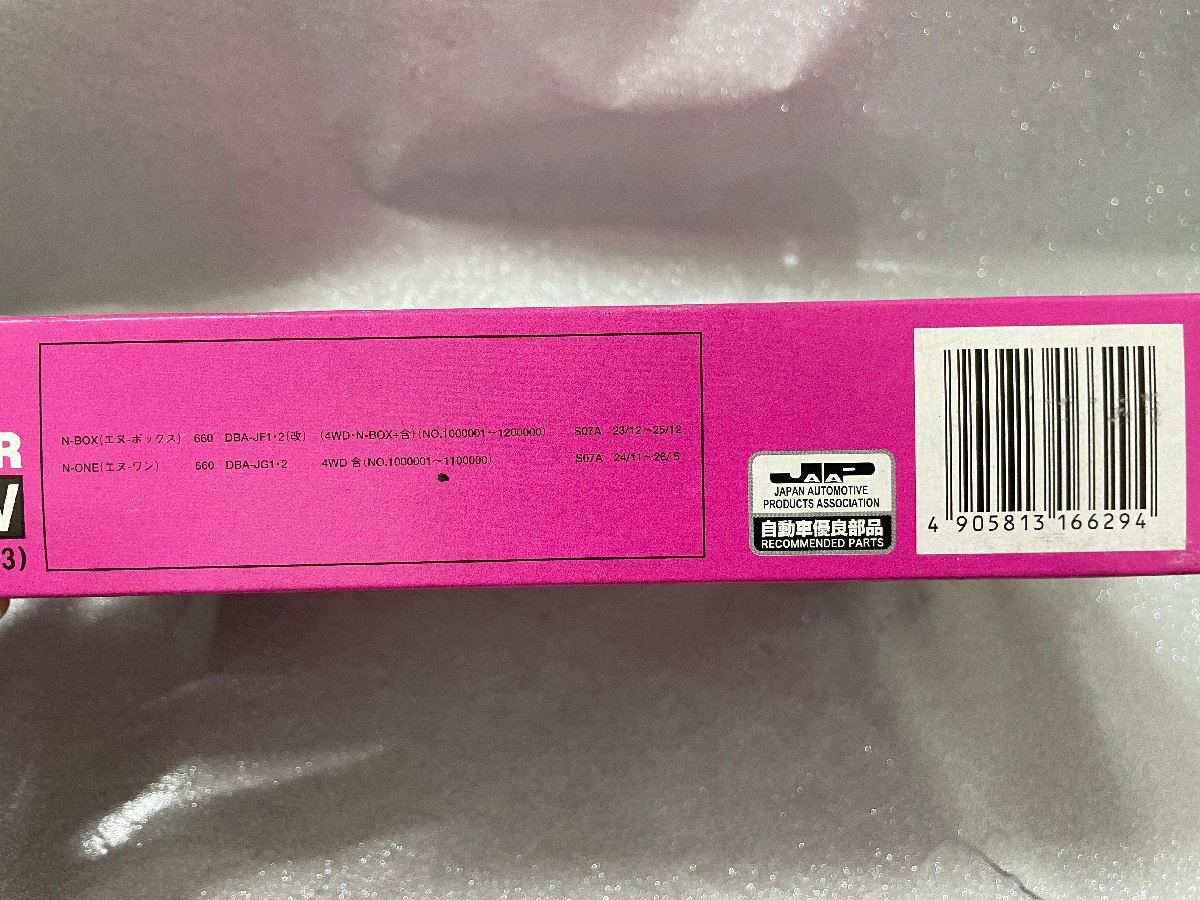 R
3)
N-BOX(エヌ-ボックス) 660 DBA-JF1・2(改) (4WD・N-BOX+含)(NO.1000001～1200000) S07A 23/12～25/12
N-ONE(エヌ-ワン) 660 DBA-JG1・2 4WD 含(NO.1000001～1100000) S07A 24/11～26/5
JAAP
JAPAN AUTOMOTIVE
PRODUCTS ASSOCIATION
自動車優良部品
RECOMMENDED PARTS
4 905813 166294